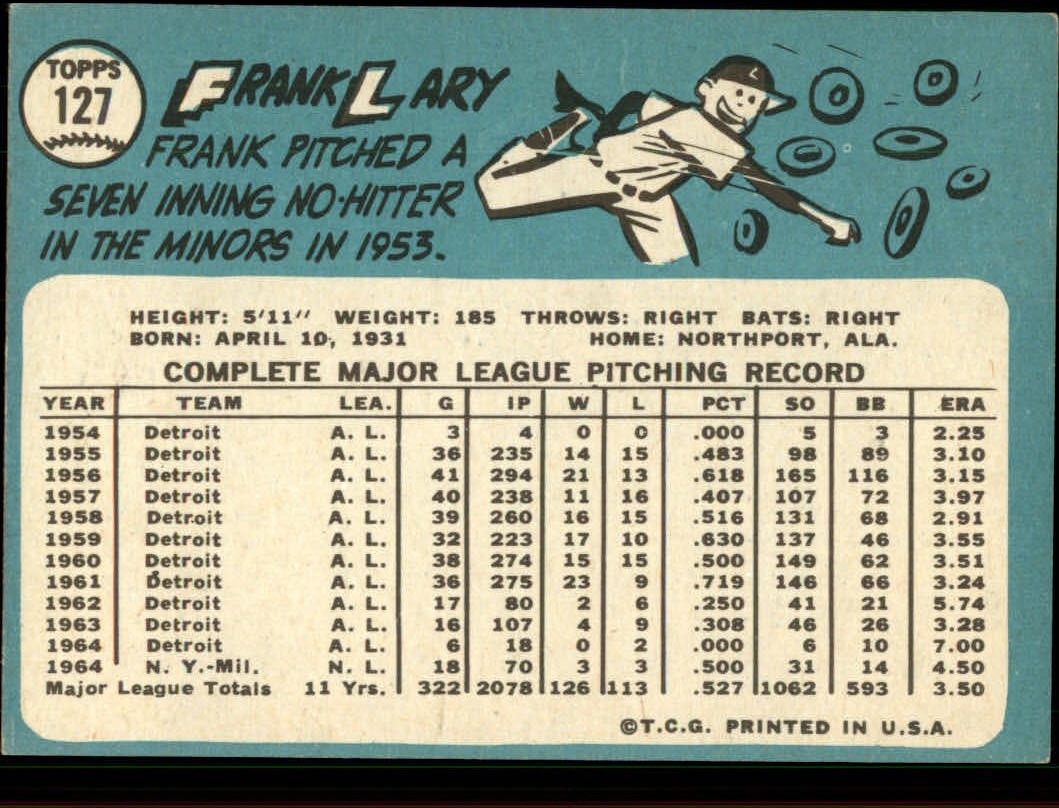 TOPPS
127
FRANK LARY
FRANK PITCHED A
SEVEN INNING NO-HITTER
IN THE MINORS IN 1953.
L
HEIGHT: 5'11" WEIGHT: 185 THROWS: RIGHT BATS: RIGHT
BORN: APRIL 10, 1931 HOME: NORTHPORT, ALA.
COMPLETE MAJOR LEAGUE PITCHING RECORD
YEAR TEAM LEA. G IP W L PCT SO BB ERA
1954 Detroit A. L. 3 4 0 0 .000 5 3 2.25
1955 Detroit A. L. 36 235 14 15 .483 98 89 3.10
1956 Detroit A. L. 41 294 21 13 .618 165 116 3.15
1957 Detroit A. L. 40 238 11 16 .407 107 72 3.97
1958 Detroit A. L. 39 260 16 15 .516 131 68 2.91
1959 Detroit A. L. 32 223 17 10 .630 137 46 3.55
1960 Detroit A. L. 38 274 15 15 .500 149 62 3.51
1961 Detroit A. L. 36 275 23 9 .719 146 66 3.24
1962 Detroit A. L. 17 80 2 6 .250 41 21 5.74
1963 Detroit A. L. 16 107 4 9 .308 46 26 3.28
1964 Detroit A. L. 6 18 0 2 .000 6 10 7.00
1964 N. Y.-Mil. N. L. 18 70 3 3 .500 31 14 4.50
Major League Totals 11 Yrs. 322 2078 126 113 .527 1062 593 3.50
©T.C.G. PRINTED IN U.S.A.